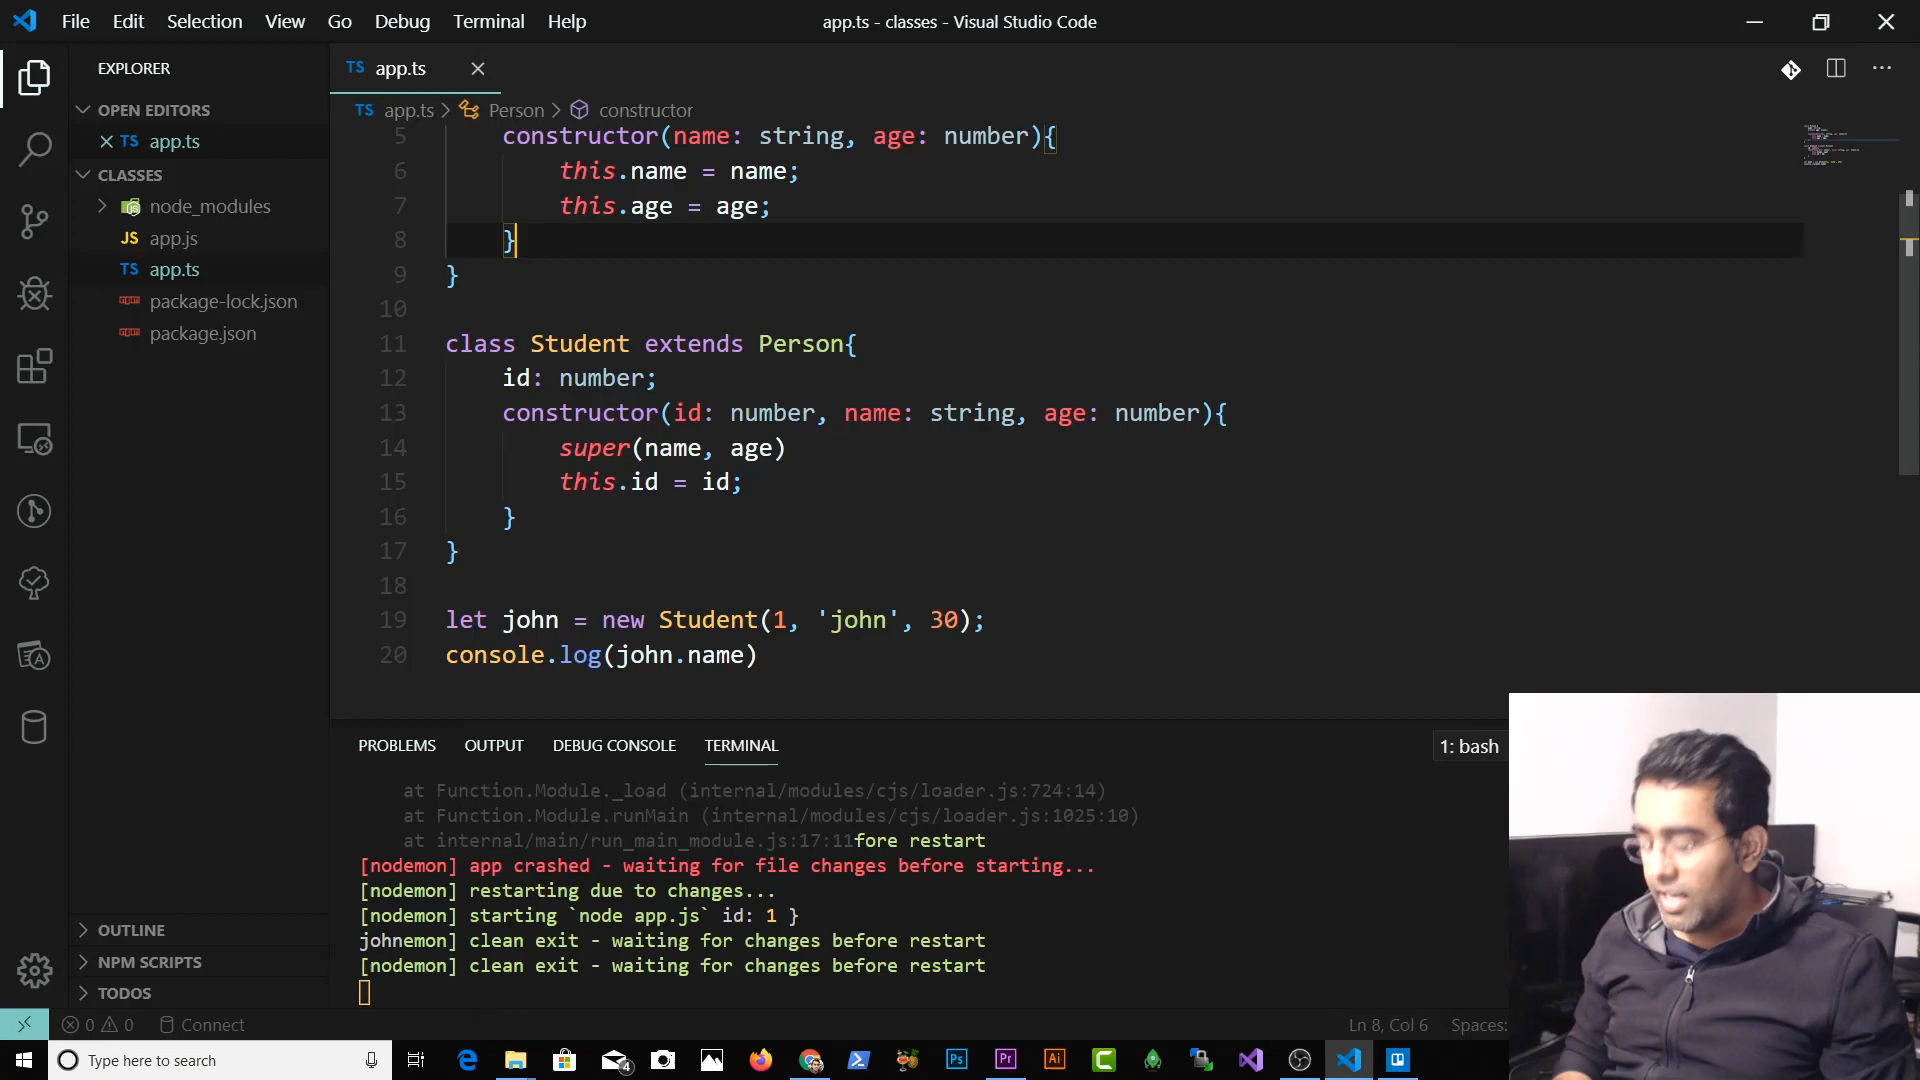 File Edit Selection View Go Debug Terminal Help
app.ts - classes - Visual Studio Code
EXPLORER
OPEN EDITORS
TS app.ts
CLASSES
node_modules
JS app.js
TS app.ts
package-lock.json
package.json
OUTLINE
NPM SCRIPTS
TODOS
TS app.ts
TS app.ts > Person > constructor
5 constructor(name: string, age: number){
6 this.name = name;
7 this.age = age;
8 }
9 }
10
11 class Student extends Person{
12 id: number;
13 constructor(id: number, name: string, age: number){
14 super(name, age)
15 this.id = id;
16 }
17 }
18
19 let john = new Student(1, 'john', 30);
20 console.log(john.name)
PROBLEMS OUTPUT DEBUG CONSOLE TERMINAL
1: bash
at Function.Module._load (internal/modules/cjs/loader.js:724:14)
at Function.Module.runMain (internal/modules/cjs/loader.js:1025:10)
at internal/main/run_main_module.js:17:11fore restart
[nodemon] app crashed - waiting for file changes before starting...
[nodemon] restarting due to changes...
[nodemon] starting `node app.js` id: 1 }
johnemon] clean exit - waiting for changes before restart
[nodemon] clean exit - waiting for changes before restart
0 0 Connect
Ln 8, Col 6 Spaces:
Type here to search
4
Ps Pr Ai